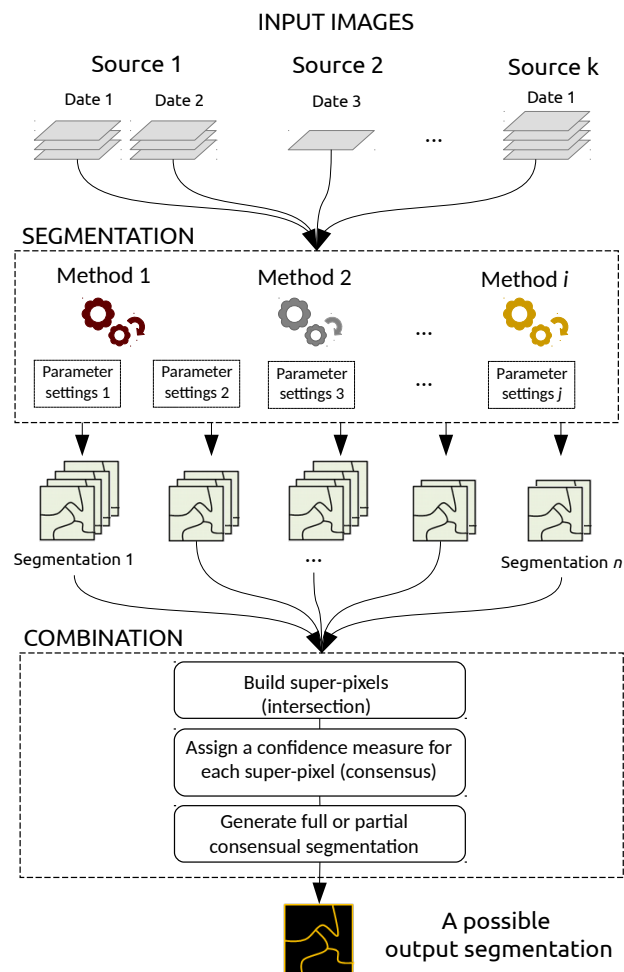 INPUT IMAGES
Source 1
Source 2
Source k
Date 1
Date 2
Date 3
Date 1
...
SEGMENTATION
Method 1
Method 2
Method i
...
Parameter
settings 1
Parameter
settings 2
Parameter
settings 3
...
Parameter
settings j
Segmentation 1
...
Segmentation n
COMBINATION
Build super-pixels
(intersection)
Assign a confidence measure for
each super-pixel (consensus)
Generate full or partial
consensual segmentation
A possible
output segmentation